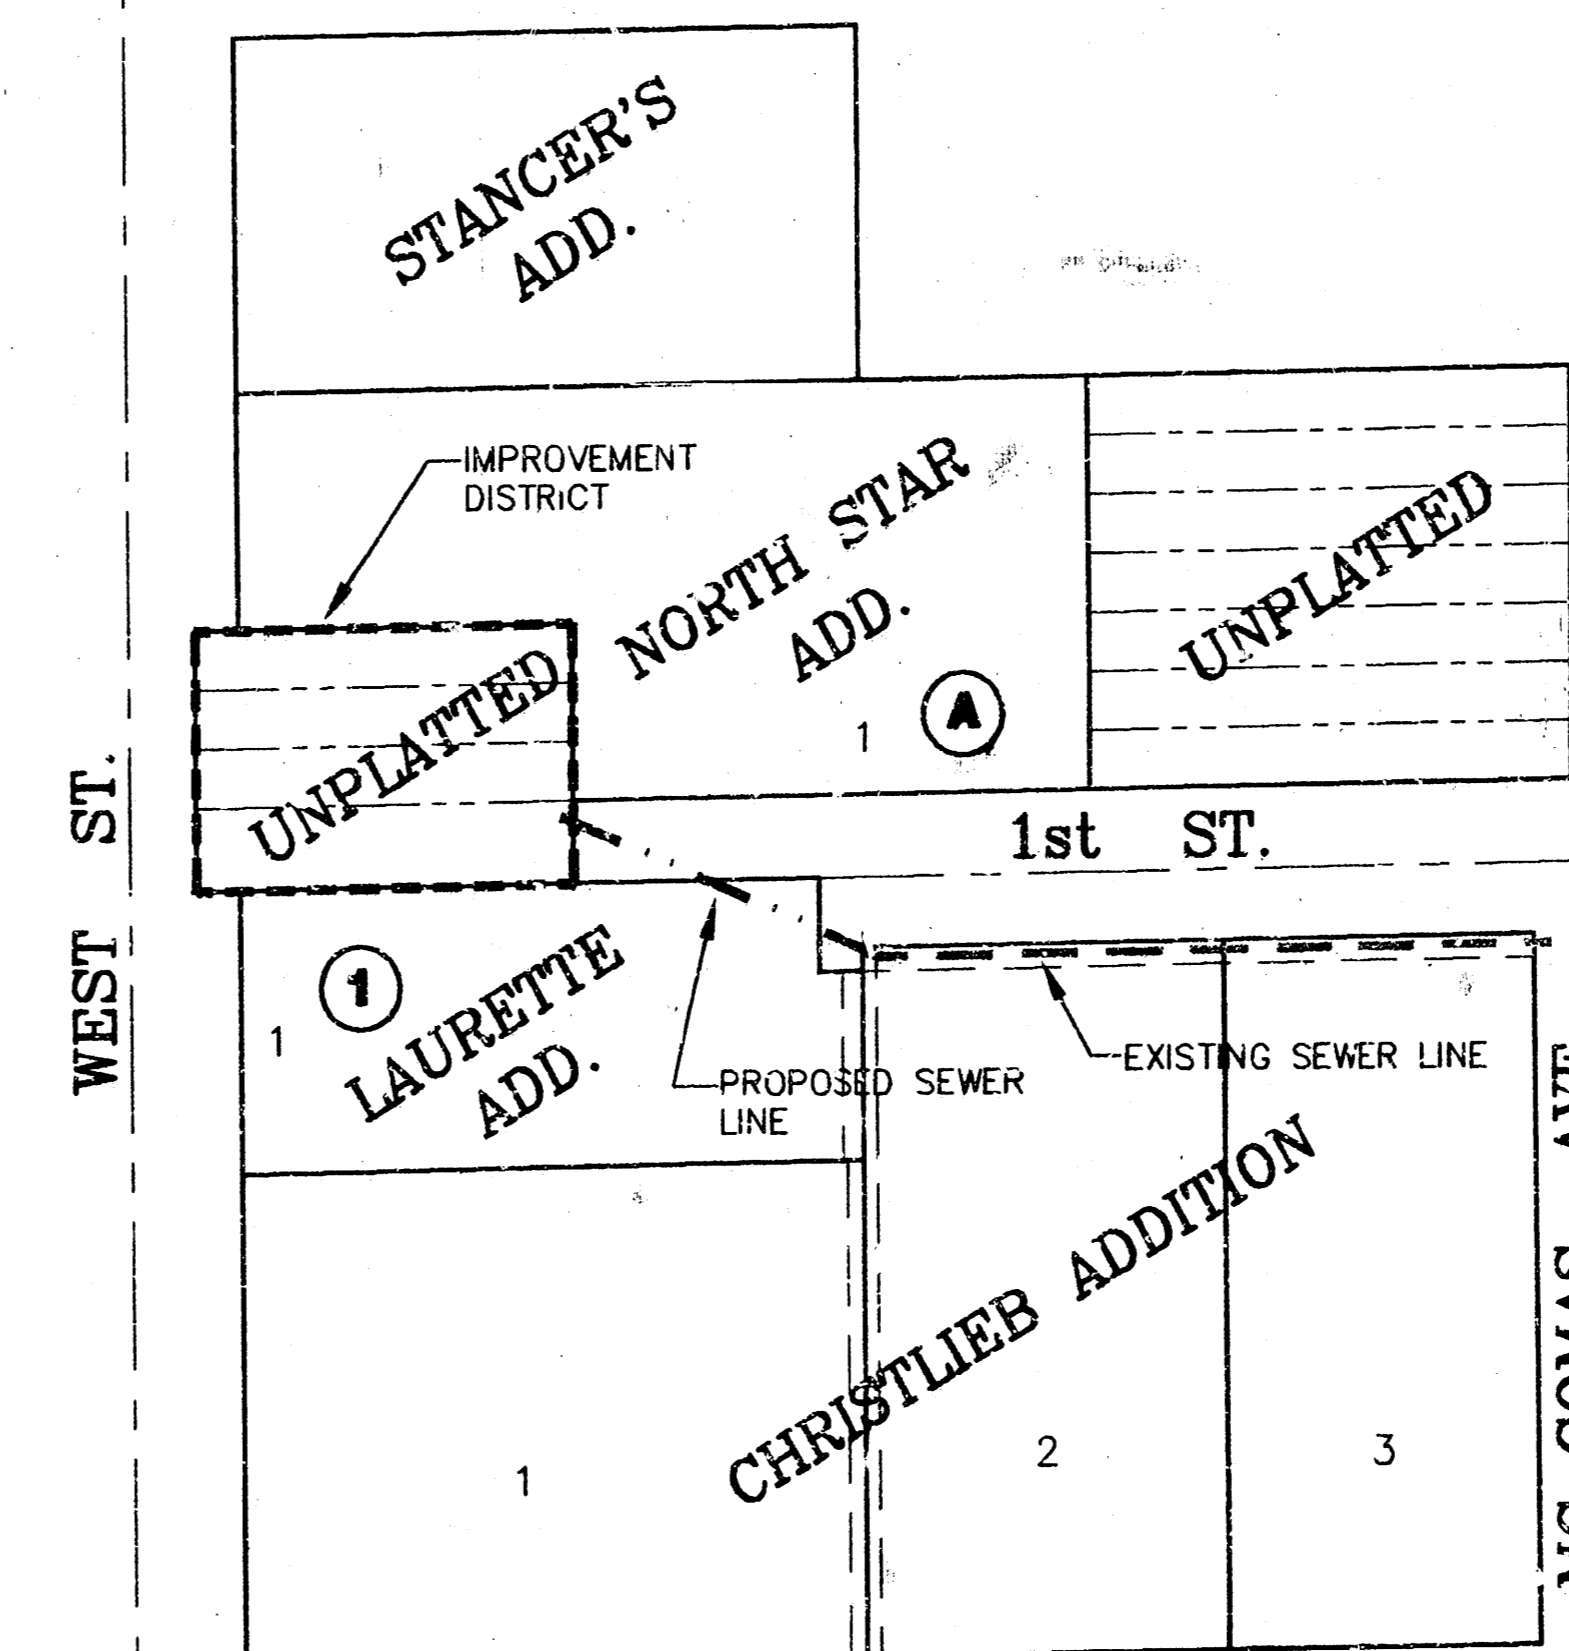 STANCER'S
ADD.
IMPROVEMENT
DISTRICT
NORTH STAR
ADD.
1
A
UNPLATTED
UNPLATTED
1st ST.
WEST ST.
1
1
LAURETTE
ADD.
PROPOSED SEWER
LINE
EXISTING SEWER LINE
CHRISTLIEB ADDITION
1
2
3